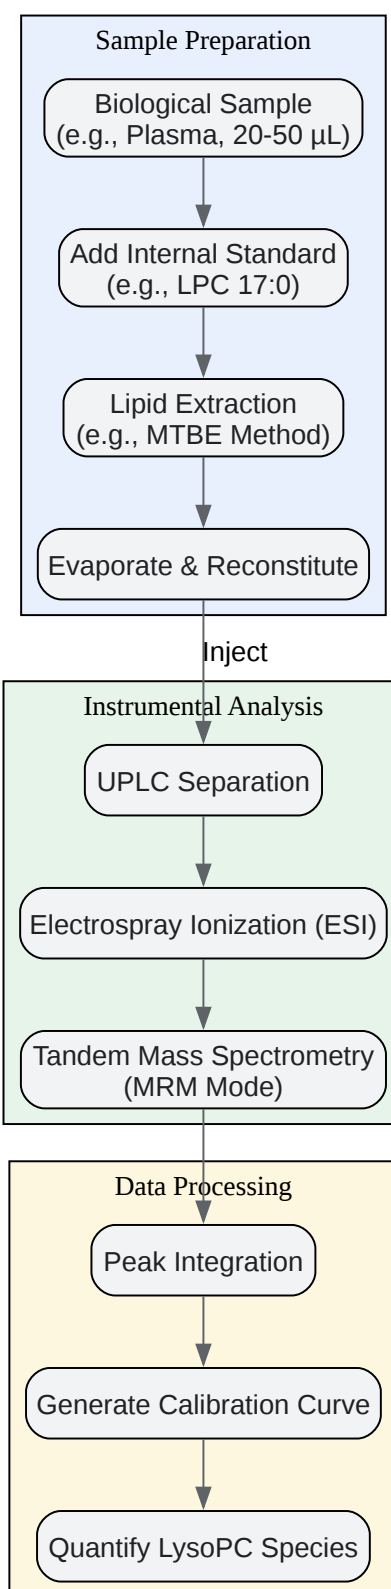 Sample Preparation
Biological Sample
(e.g., Plasma, 20-50 µL)
Add Internal Standard
(e.g., LPC 17:0)
Lipid Extraction
(e.g., MTBE Method)
Evaporate & Reconstitute
Inject
Instrumental Analysis
UPLC Separation
Electrospray Ionization (ESI)
Tandem Mass Spectrometry
(MRM Mode)
Data Processing
Peak Integration
Generate Calibration Curve
Quantify LysoPC Species